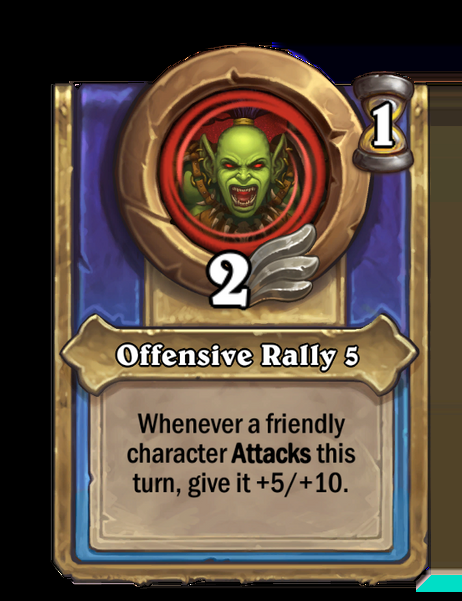 1
2
Offensive Rally 5
Whenever a friendly
character Attacks this
turn, give it +5/+10.